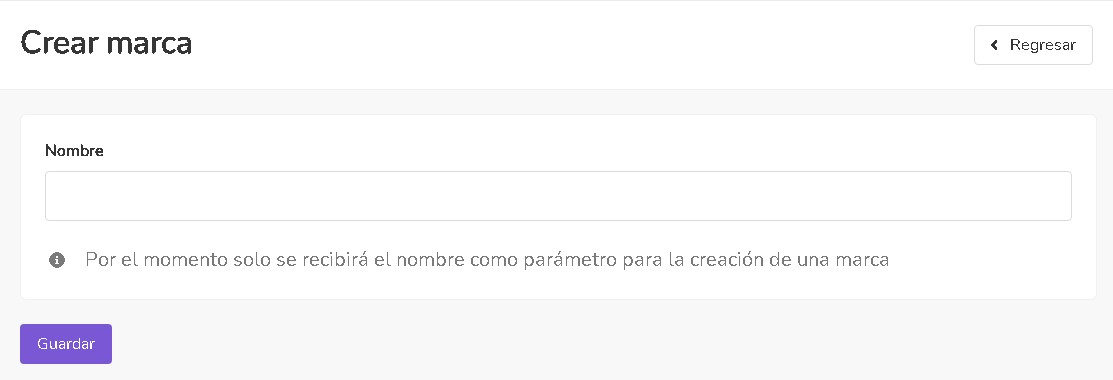 Crear marca
Regresar
Nombre
Por el momento solo se recibirá el nombre como parámetro para la creación de una marca
Guardar